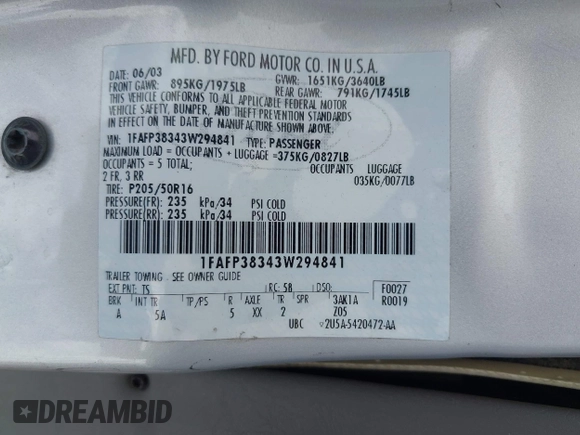 MFD. BY FORD MOTOR CO. IN U.S.A.
DATE: 06/03 GVWR: 1651KG/3640LB
FRONT GAWR: 895KG/1975LB REAR GAWR: 791KG/1745LB
THIS VEHICLE CONFORMS TO ALL APPLICABLE FEDERAL MOTOR
VEHICLE SAFETY, BUMPER, AND THEFT PREVENTION STANDARDS
IN EFFECT ON THE DATE OF MANUFACTURE SHOWN ABOVE.
VIN: 1FAFP38343W294841 TYPE: PASSENGER
MAXIMUM LOAD = OCCUPANTS + LUGGAGE =375KG/0827LB
OCCUPANTS = 5 TOTAL; OCCUPANTS LUGGAGE
2 FR, 3 RR 035KG/0077LB
TIRE: P205/50R16
PRESSURE(FR): 235 kPa/34 PSI COLD
PRESSURE(RR): 235 kPa/34 PSI COLD
1FAFP38343W294841
TRAILER TOWING - SEE OWNER GUIDE
EXT PNT: TS RC: 5B DSO: F0027
BRK INT TR TP/PS R AXLE TR SPR 3AK1A R0019
A 5A 5 XX 2 Z05
UBC 2U5A-5420472-AA
DREAMBID